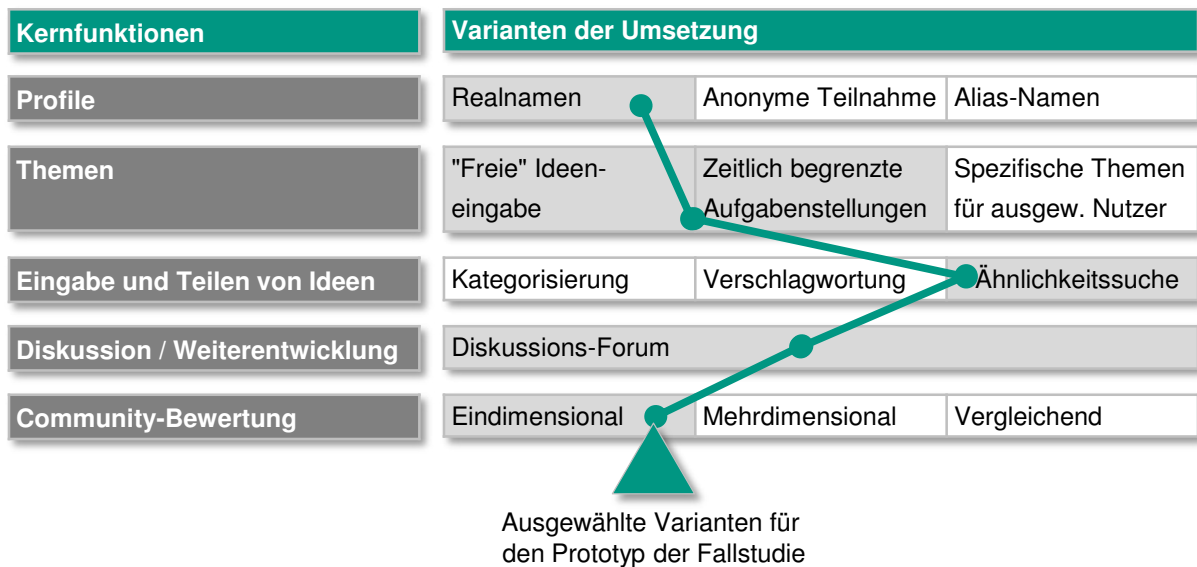 Kernfunktionen
Varianten der Umsetzung
Profile
Realnamen
Anonyme Teilnahme
Alias-Namen
Themen
"Freie" Ideen-
eingabe
Zeitlich begrenzte
Aufgabenstellungen
Spezifische Themen
für ausgew. Nutzer
Eingabe und Teilen von Ideen
Kategorisierung
Verschlagwortung
Ähnlichkeitssuche
Diskussion / Weiterentwicklung
Diskussions-Forum
Community-Bewertung
Eindimensional
Mehrdimensional
Vergleichend
Ausgewählte Varianten für
den Prototyp der Fallstudie